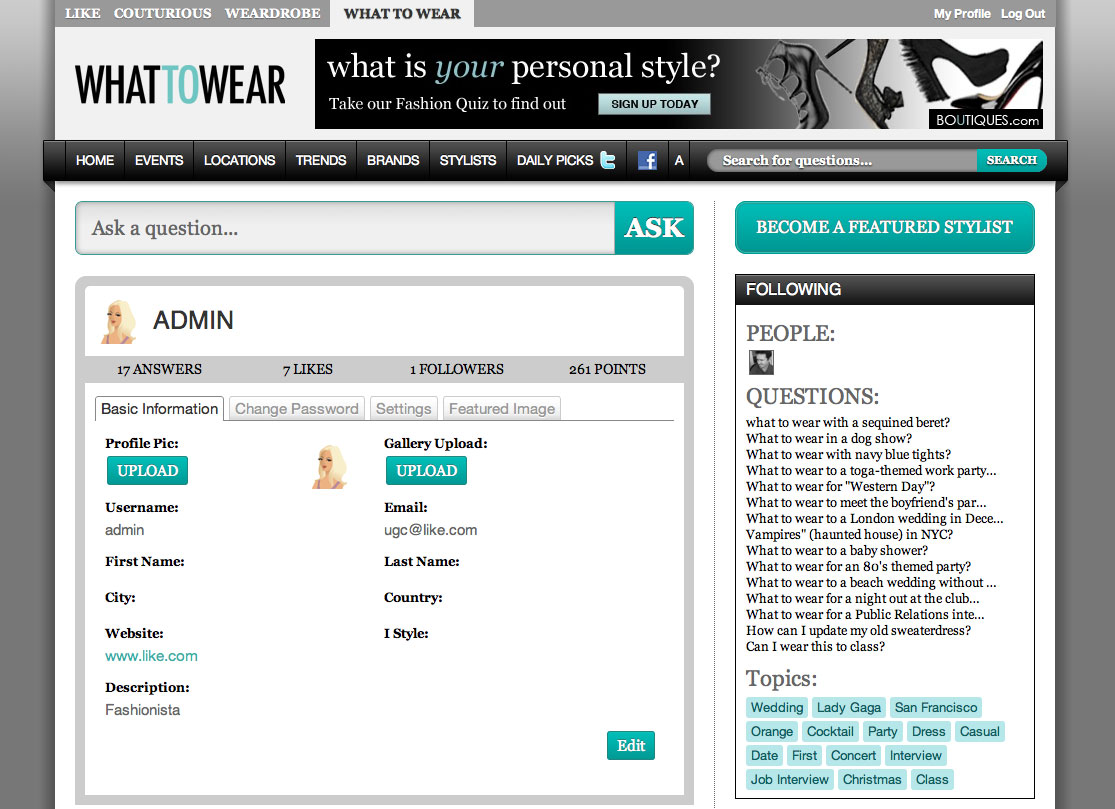 LIKE COUTURIOUS WEARDROBE WHAT TO WEAR My Profile Log Out
WHATTOWEAR
what is your personal style?
Take our Fashion Quiz to find out SIGN UP TODAY
BOUTIQUES.com
HOME EVENTS LOCATIONS TRENDS BRANDS STYLISTS DAILY PICKS t f A Search for questions... SEARCH
Ask a question... ASK
BECOME A FEATURED STYLIST
ADMIN
17 ANSWERS 7 LIKES 1 FOLLOWERS 261 POINTS
Basic Information Change Password Settings Featured Image
Profile Pic: Gallery Upload:
UPLOAD UPLOAD
Username: Email:
admin ugc@like.com
First Name: Last Name:
City: Country:
Website: I Style:
www.like.com
Description:
Fashionista
Edit
FOLLOWING
PEOPLE:
QUESTIONS:
what to wear with a sequined beret?
What to wear in a dog show?
What to wear with navy blue tights?
What to wear to a toga-themed work party...
What to wear for "Western Day"?
What to wear to meet the boyfriend's par...
What to wear to a London wedding in Dece...
Vampires" (haunted house) in NYC?
What to wear to a baby shower?
What to wear for an 80's themed party?
What to wear to a beach wedding without ...
What to wear for a night out at the club...
What to wear for a Public Relations inte...
How can I update my old sweaterdress?
Can I wear this to class?
Topics:
Wedding Lady Gaga San Francisco
Orange Cocktail Party Dress Casual
Date First Concert Interview
Job Interview Christmas Class